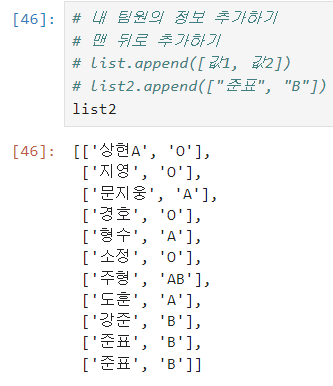 [46]: # 내 팀원의 정보 추가하기
# 맨 뒤로 추가하기
# list.append([값1, 값2])
# list2.append(["준표", "B"])
list2
[46]: [['상현A', 'O'],
['지영', 'O'],
['문지웅', 'A'],
['경호', 'O'],
['형수', 'A'],
['소정', 'O'],
['주형', 'AB'],
['도훈', 'A'],
['강준', 'B'],
['준표', 'B'],
['준표', 'B']]